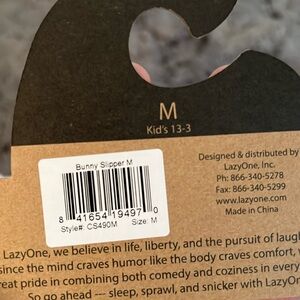 M
Kid's 13-3
Bunny Slipper M
8 41654 19497 0
Style#: CS490M Size: M
Designed & distributed by
LazyOne, Inc.
Ph: 866-340-5278
Fax: 866-340-5299
www.lazyone.com
Made in China
LazyOne, we believe in life, liberty, and the pursuit of laugh
since the mind craves humor like the body craves comfort,
reat pride in combining both comedy and coziness in every
So go ahead --- sleep, sprawl, and snicker with